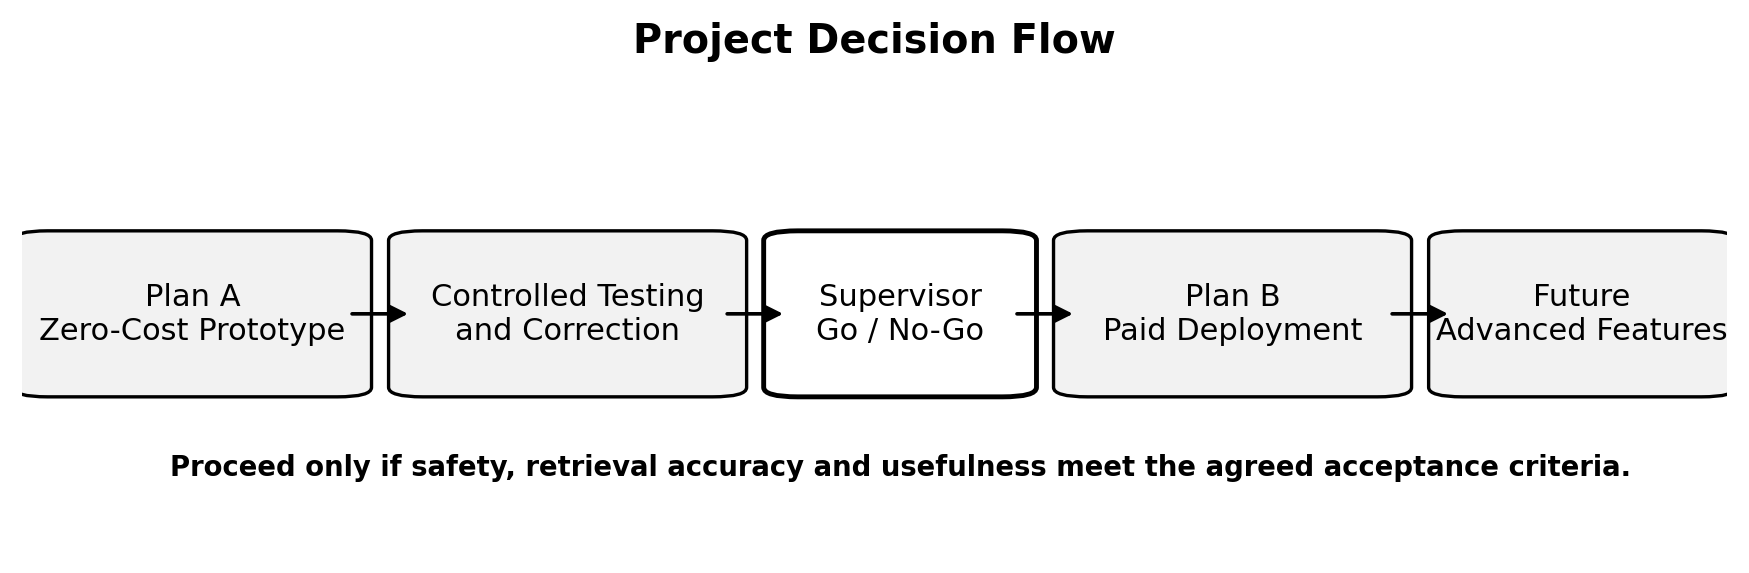 Project Decision Flow
Plan A
Zero-Cost Prototype
Controlled Testing
and Correction
Supervisor
Go / No-Go
Plan B
Paid Deployment
Future
Advanced Features
Proceed only if safety, retrieval accuracy and usefulness meet the agreed acceptance criteria.